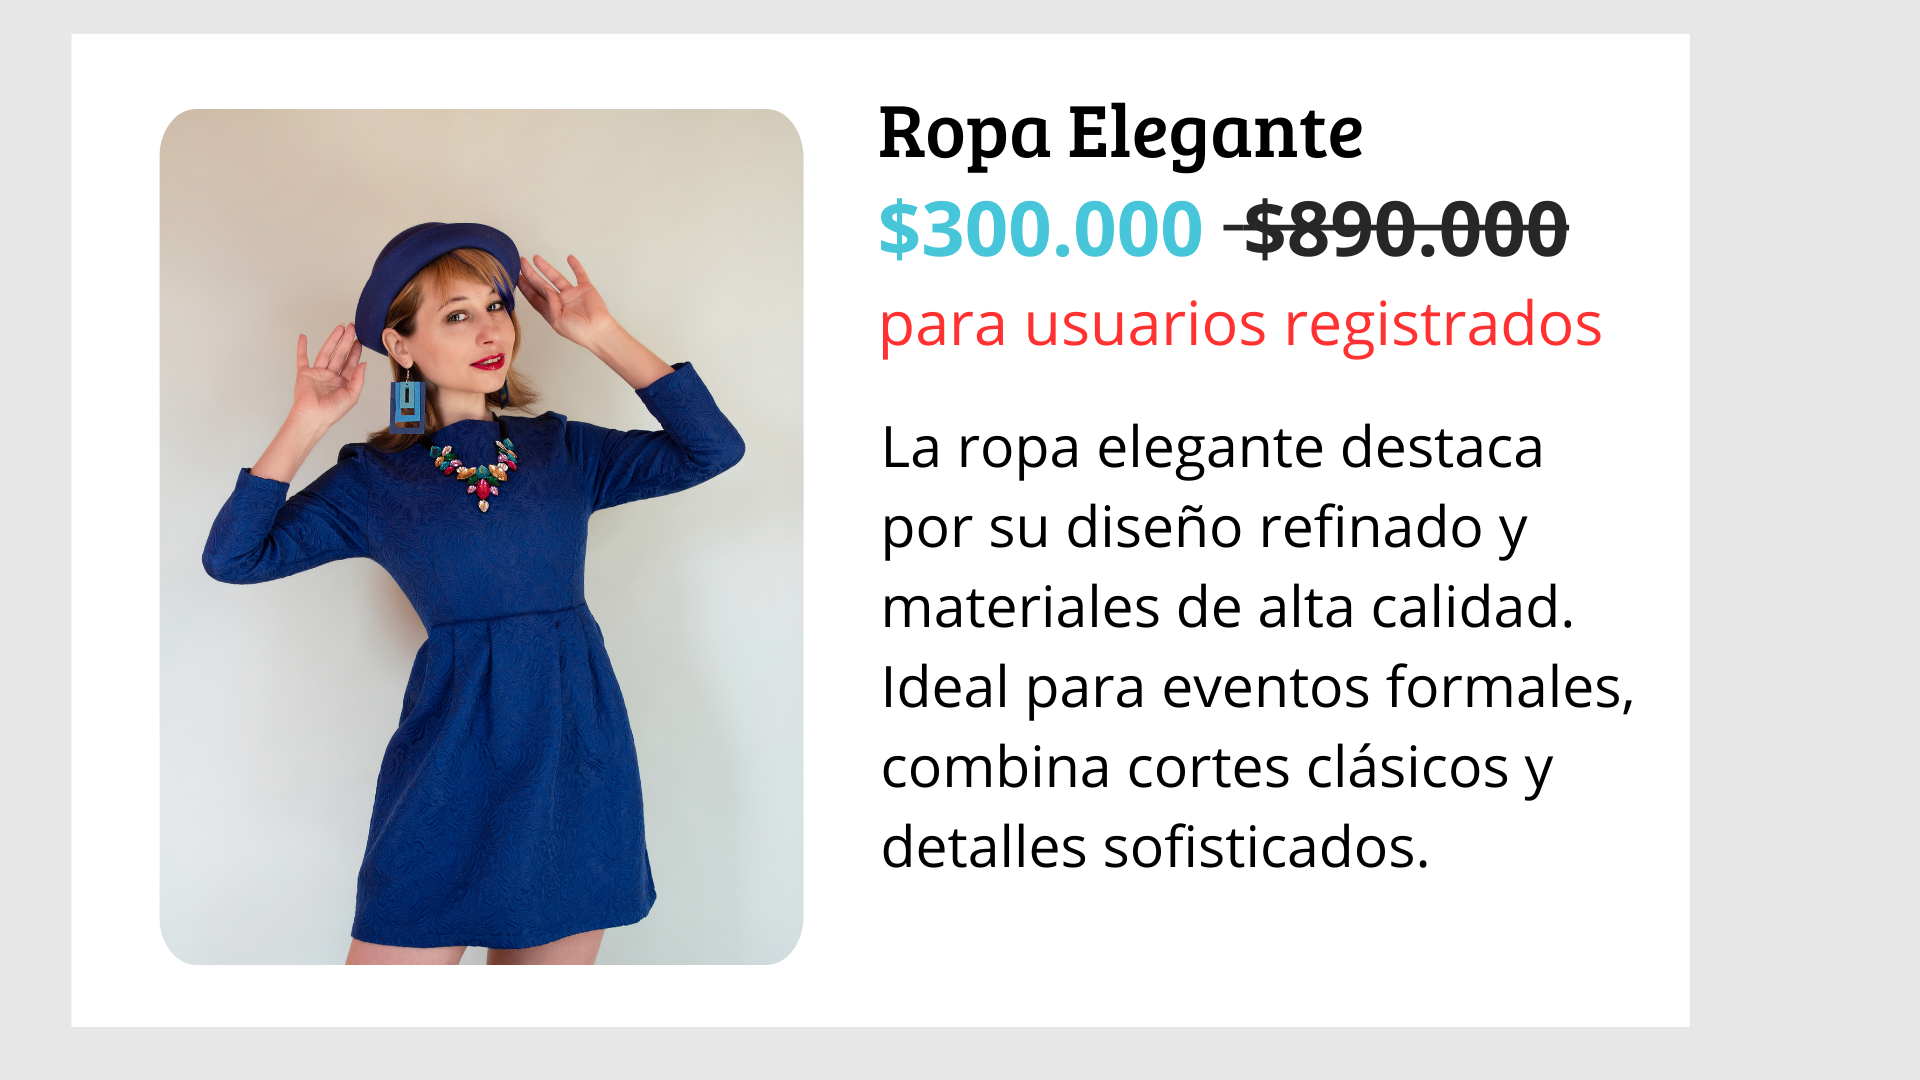 Ropa Elegante
$300.000 $890.000
para usuarios registrados
La ropa elegante destaca
por su diseño refinado y
materiales de alta calidad.
Ideal para eventos formales,
combina cortes clásicos y
detalles sofisticados.